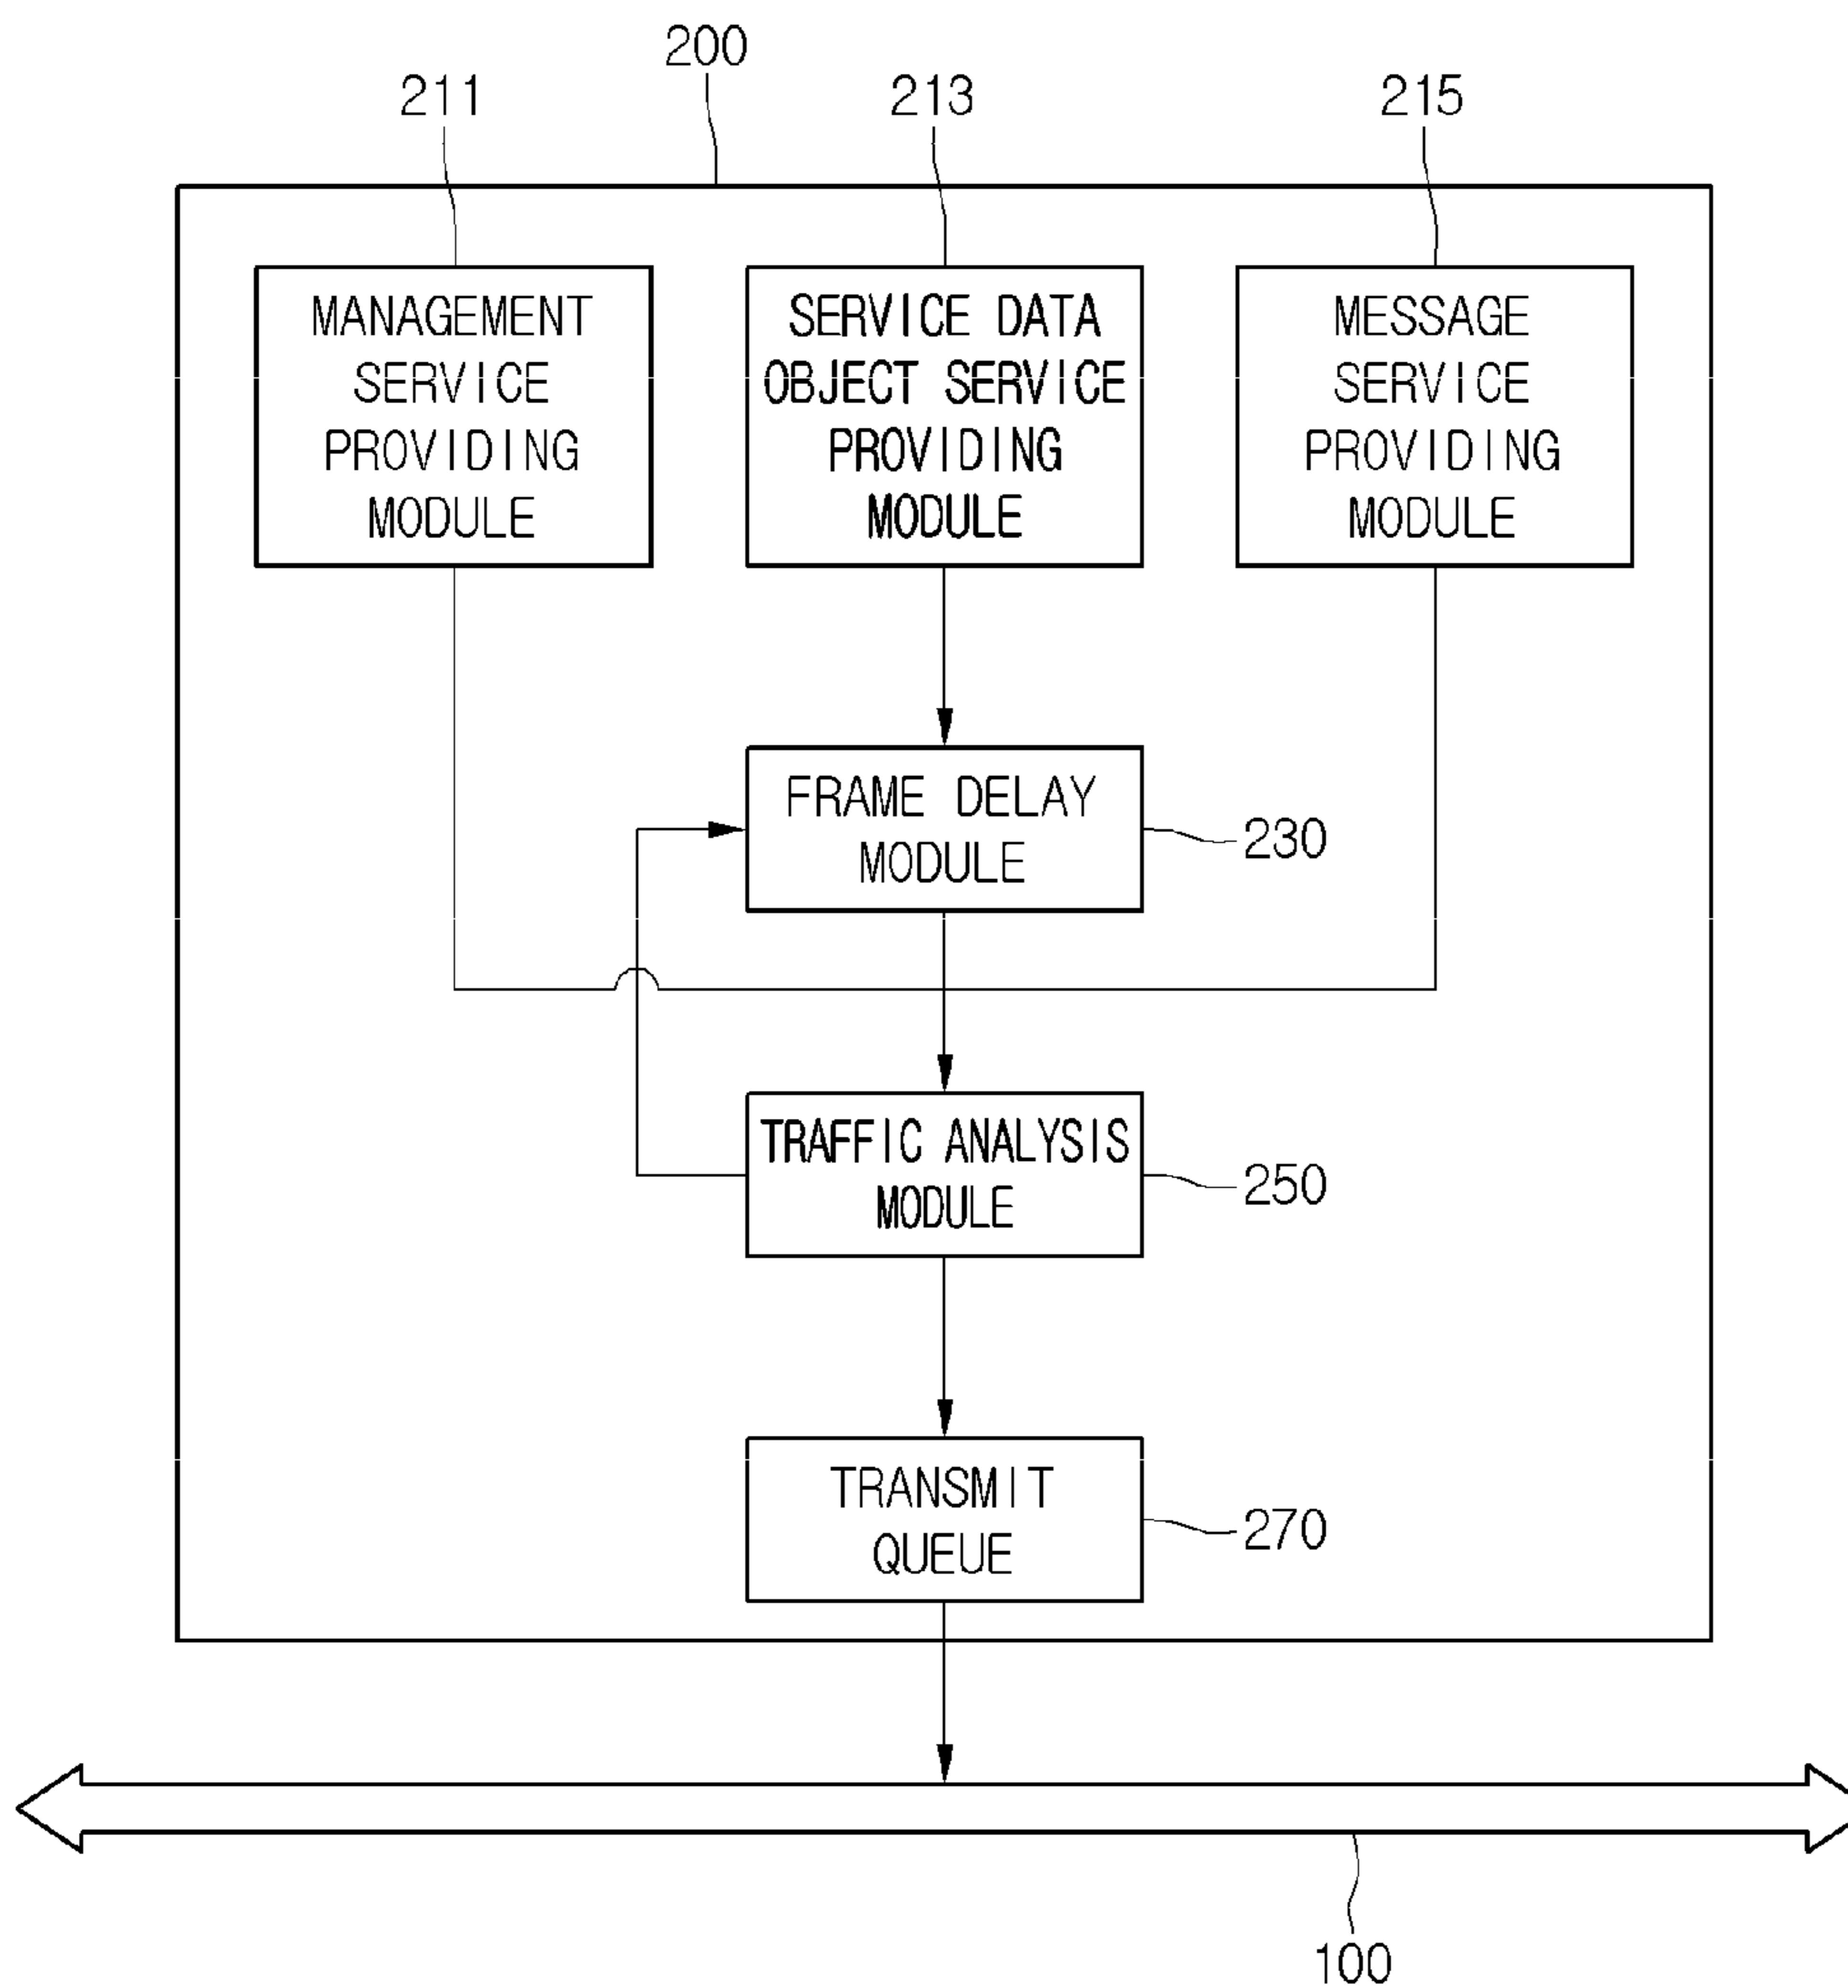 200
211
213
215
MANAGEMENT
SERVICE
PROVIDING
MODULE
SERVICE DATA
OBJECT SERVICE
PROVIDING
MODULE
MESSAGE
SERVICE
PROVIDING
MODULE
FRAME DELAY
MODULE
230
TRAFFIC ANALYSIS
MODULE
250
TRANSMIT
QUEUE
270
100